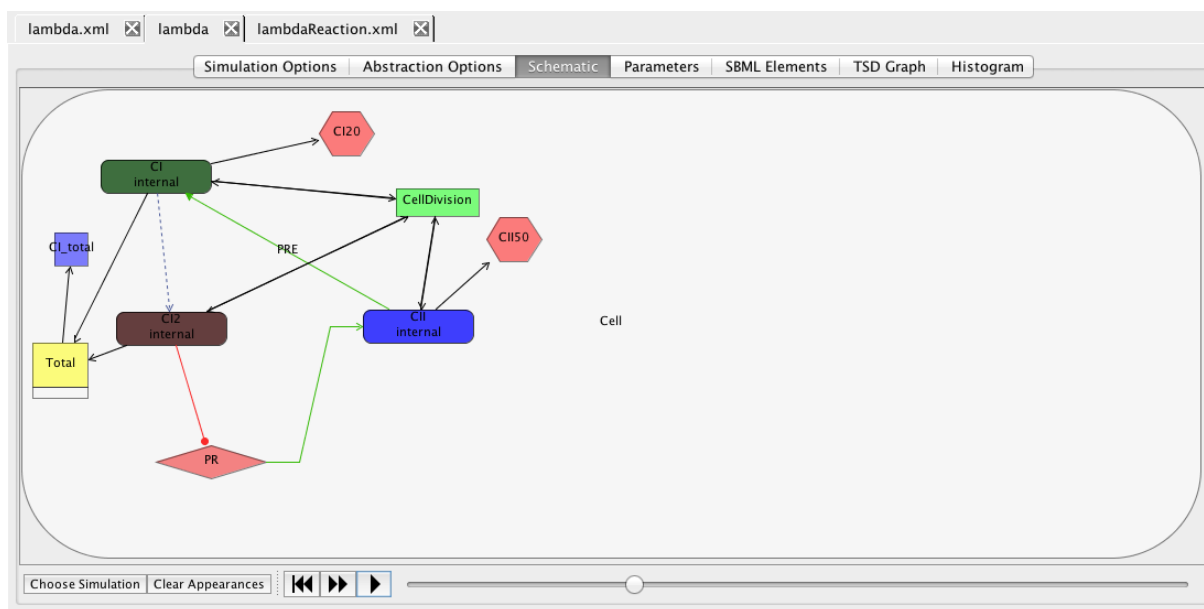 lambda.xml
lambda
lambdaReaction.xml
Simulation Options
Abstraction Options
Schematic
Parameters
SBML Elements
TSD Graph
Histogram
CI20
CI
internal
CellDivision
CII50
CI_total
PRE
CI2
internal
CII
internal
Cell
Total
PR
Choose Simulation
Clear Appearances